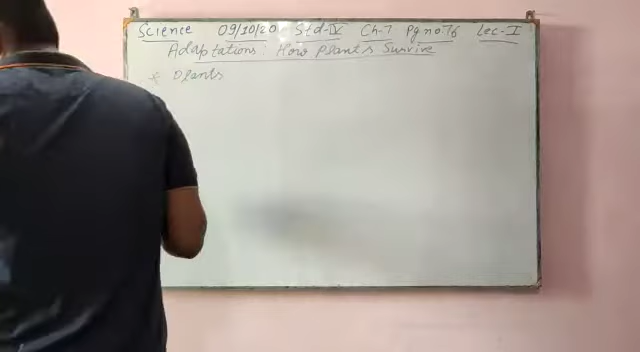 Science 09/10/20 Std-IV Ch-7 Pg no 76 Lec-I
Adaptations: How Plants Survive
* Plants